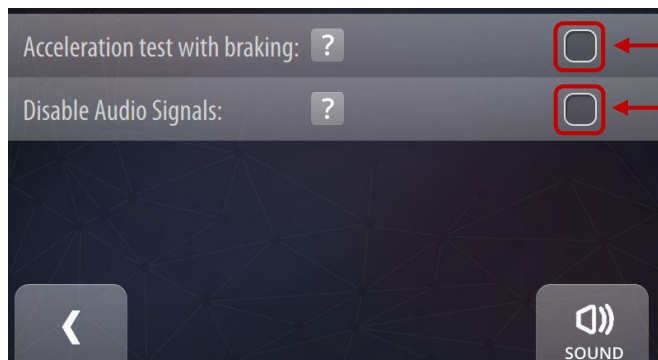 Acceleration test with braking: ?
Disable Audio Signals: ?
SOUND